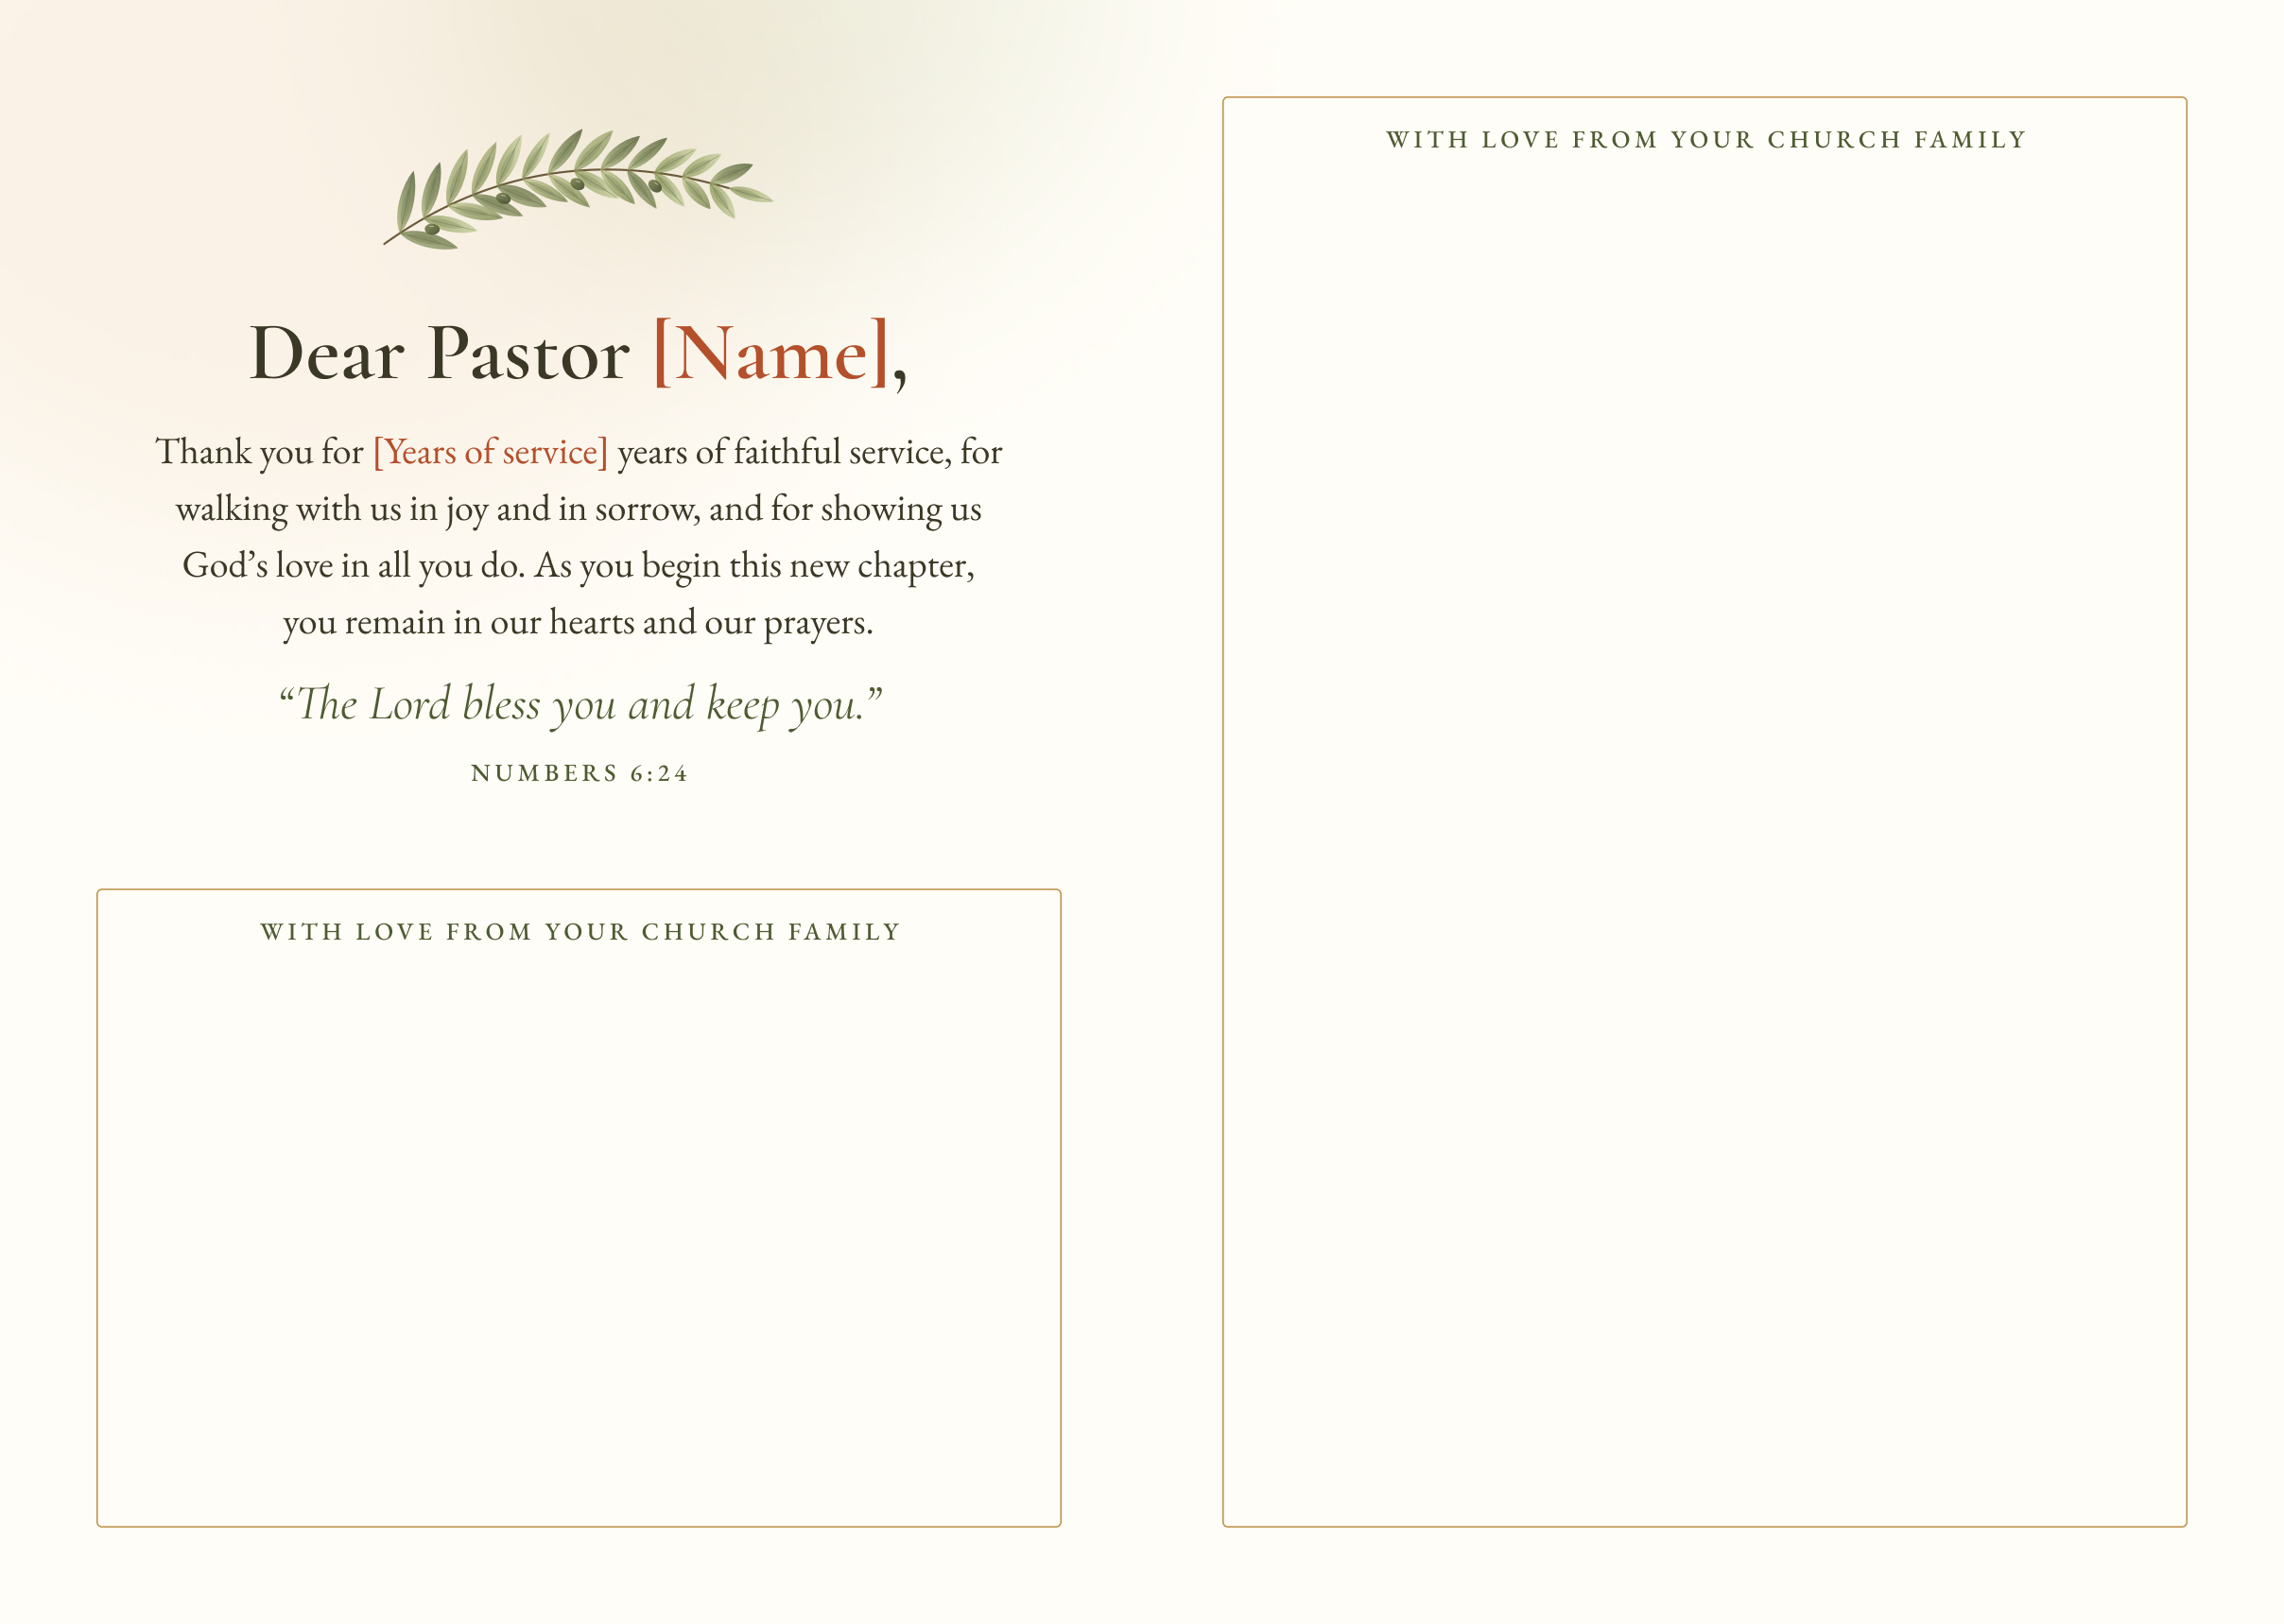 Dear Pastor [Name],
Thank you for [Years of service] years of faithful service, for
walking with us in joy and in sorrow, and for showing us
God’s love in all you do. As you begin this new chapter,
you remain in our hearts and our prayers.
“The Lord bless you and keep you.”
NUMBERS 6:24
WITH LOVE FROM YOUR CHURCH FAMILY
WITH LOVE FROM YOUR CHURCH FAMILY